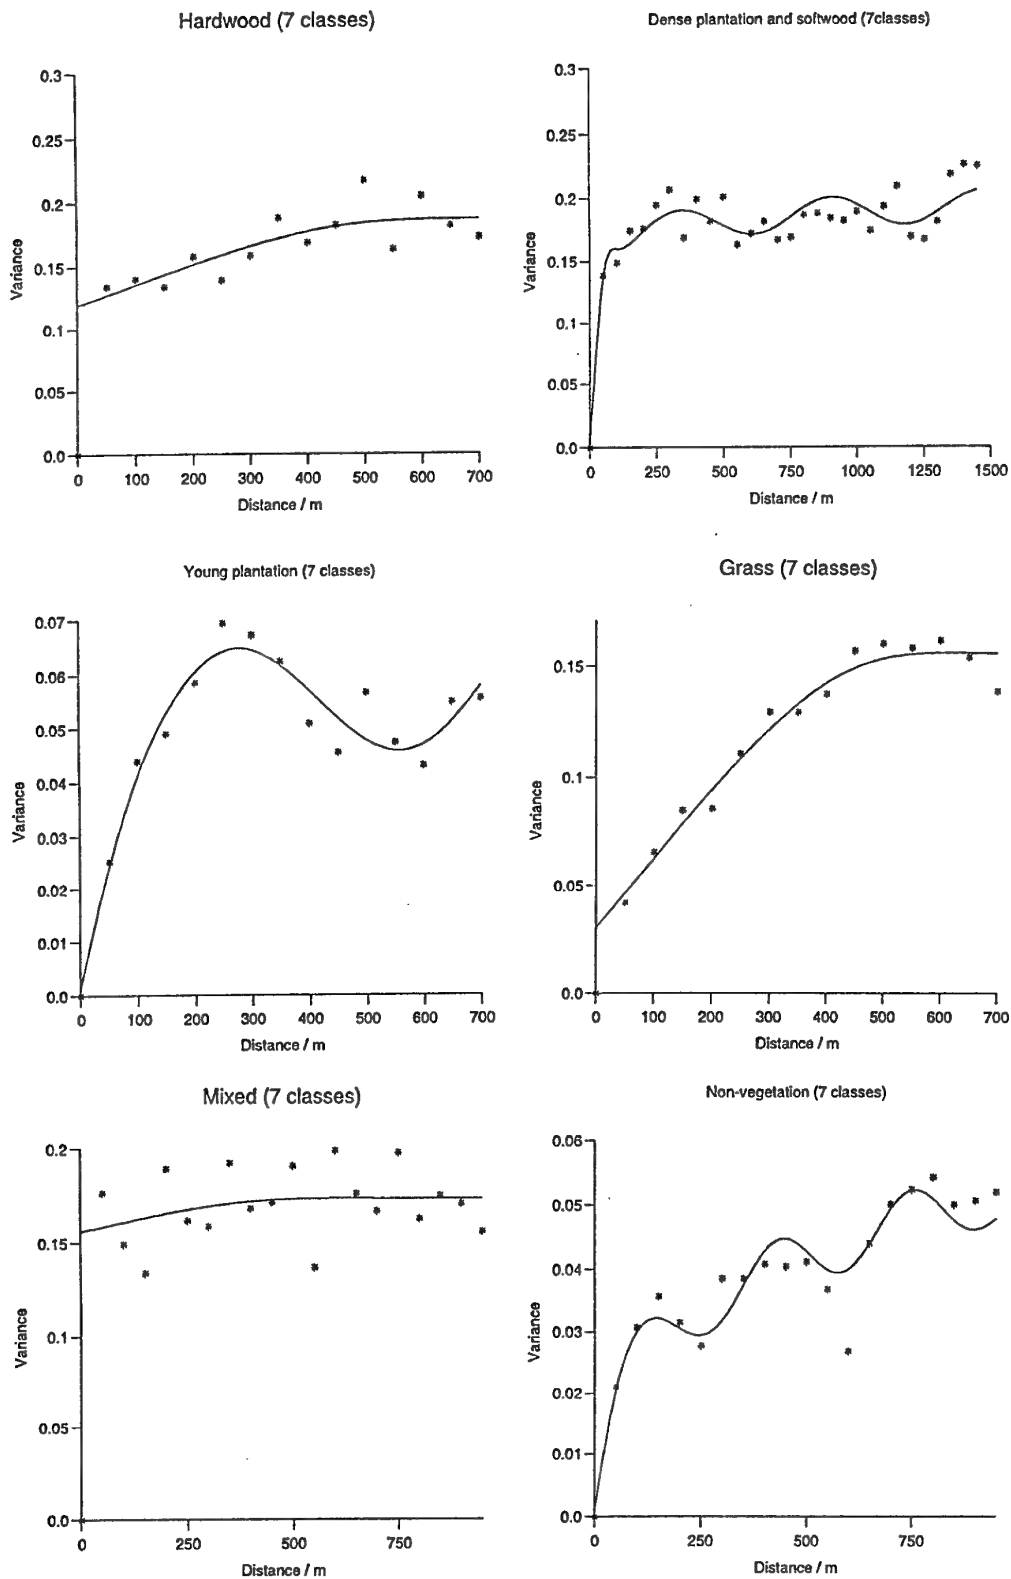 Hardwood (7 classes)
0.3
0.25
0.2
0.15
0.1
0.05
0.0
Variance
0 100 200 300 400 500 600 700
Distance / m
Dense plantation and softwood (7classes)
0.3
0.25
0.2
0.15
0.1
0.05
0.0
Variance
0 250 500 750 1000 1250 1500
Distance / m
Young plantation (7 classes)
0.07
0.06
0.05
0.04
0.03
0.02
0.01
0.0
Variance
0 100 200 300 400 500 600 700
Distance / m
Grass (7 classes)
0.15
0.1
0.05
0.0
Variance
0 100 200 300 400 500 600 700
Distance / m
Mixed (7 classes)
0.2
0.15
0.1
0.05
0.0
Variance
0 250 500 750
Distance / m
Non-vegetation (7 classes)
0.06
0.05
0.04
0.03
0.02
0.01
0.0
Variance
0 250 500 750
Distance / m